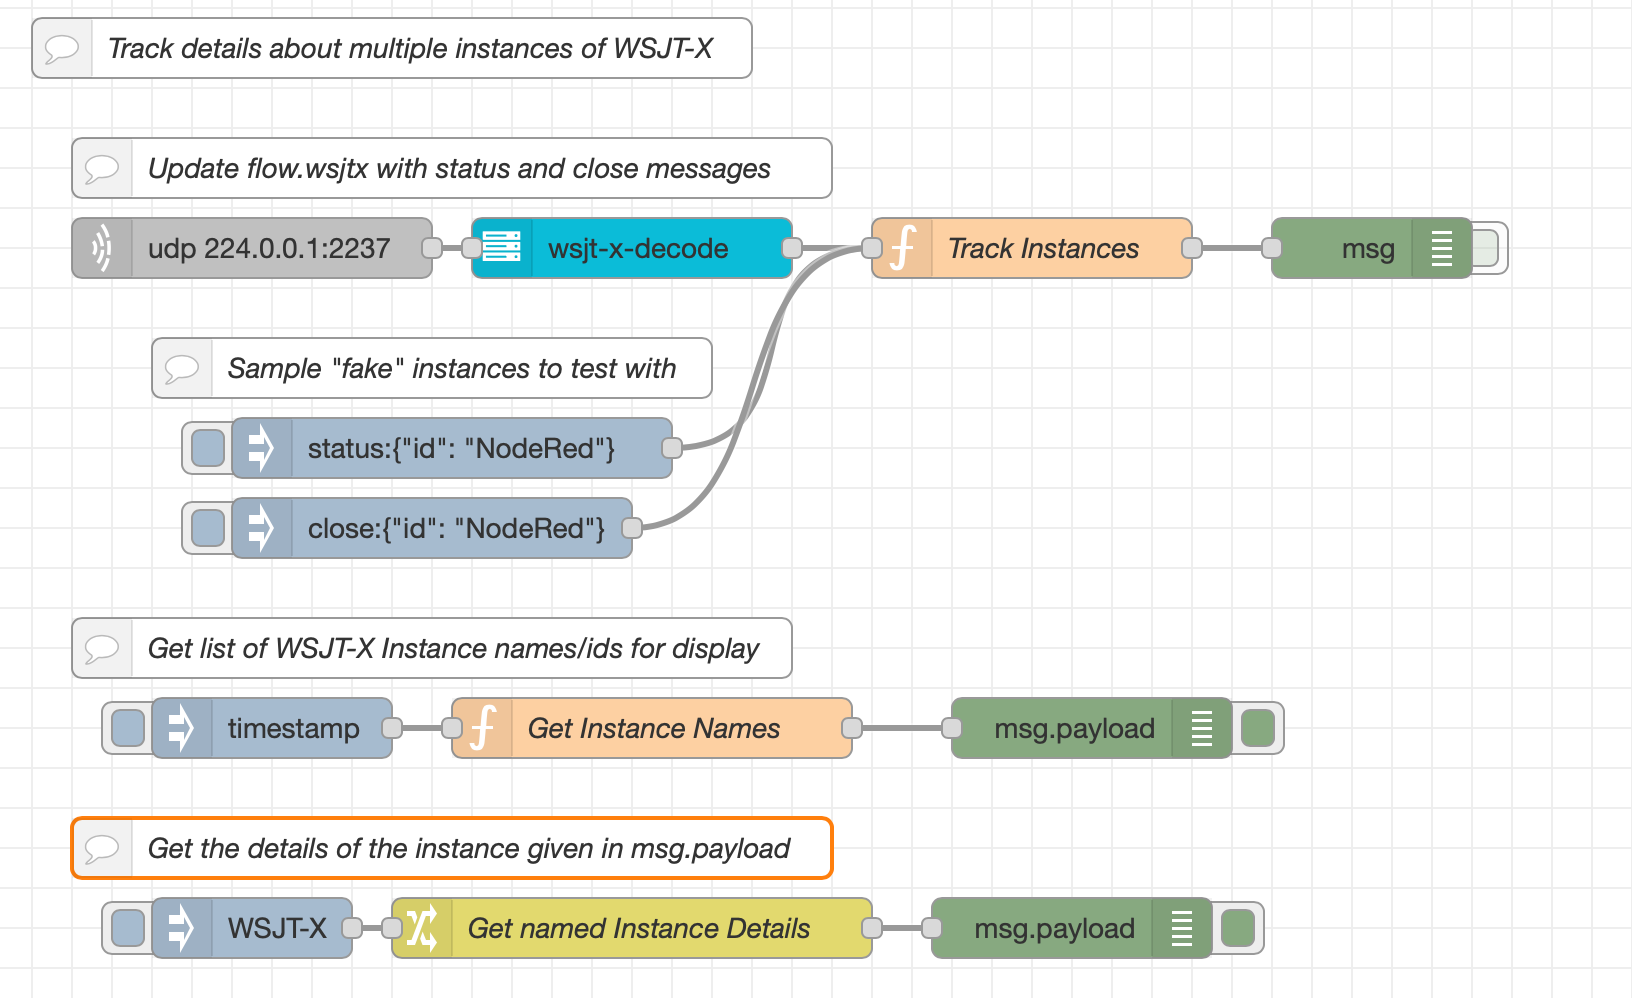 Track details about multiple instances of WSJT-X
Update flow.wsjtx with status and close messages
udp 224.0.0.1:2237
wsjt-x-decode
Track Instances
msg
Sample "fake" instances to test with
status:{"id": "NodeRed"}
close:{"id": "NodeRed"}
Get list of WSJT-X Instance names/ids for display
timestamp
Get Instance Names
msg.payload
Get the details of the instance given in msg.payload
WSJT-X
Get named Instance Details
msg.payload